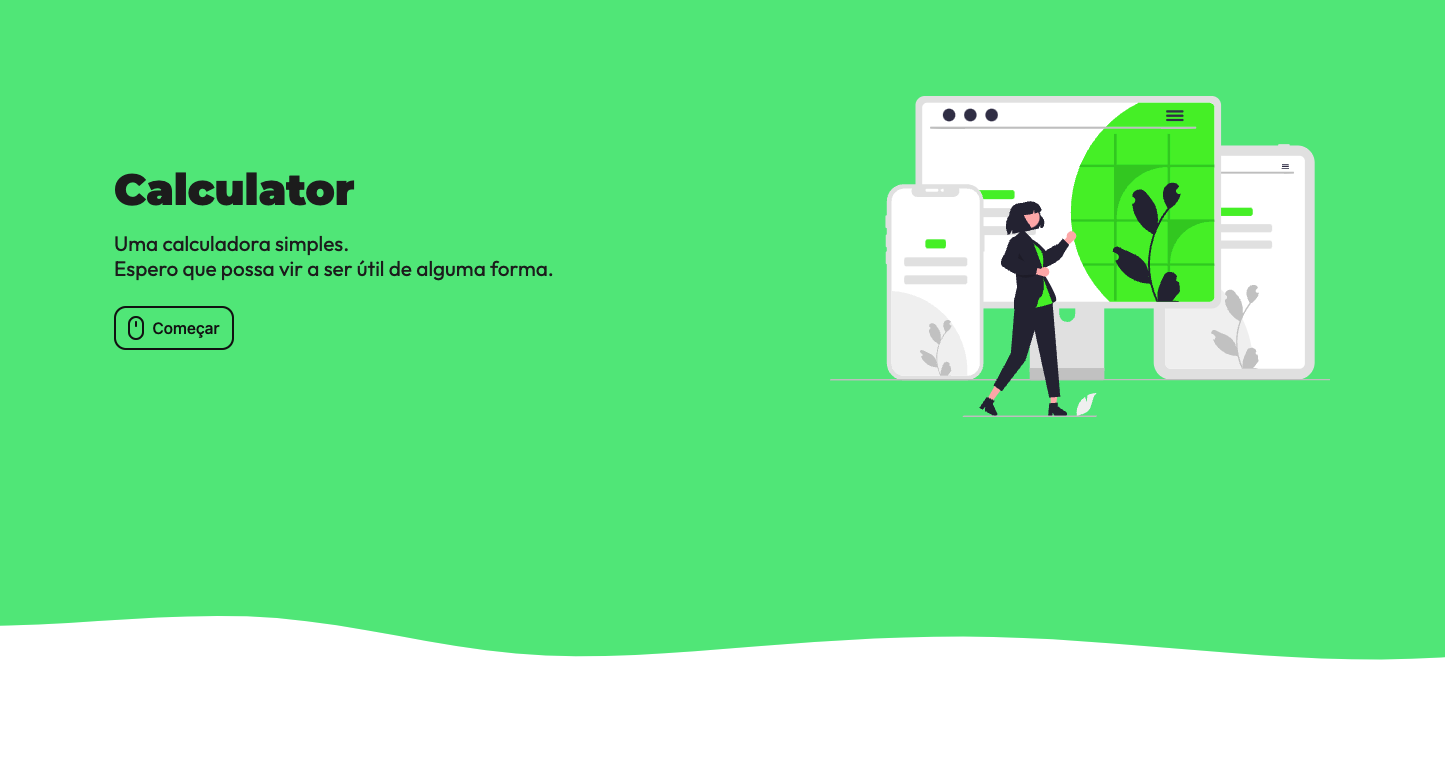 Calculator
Uma calculadora simples.
Espero que possa vir a ser útil de alguma forma.
Começar